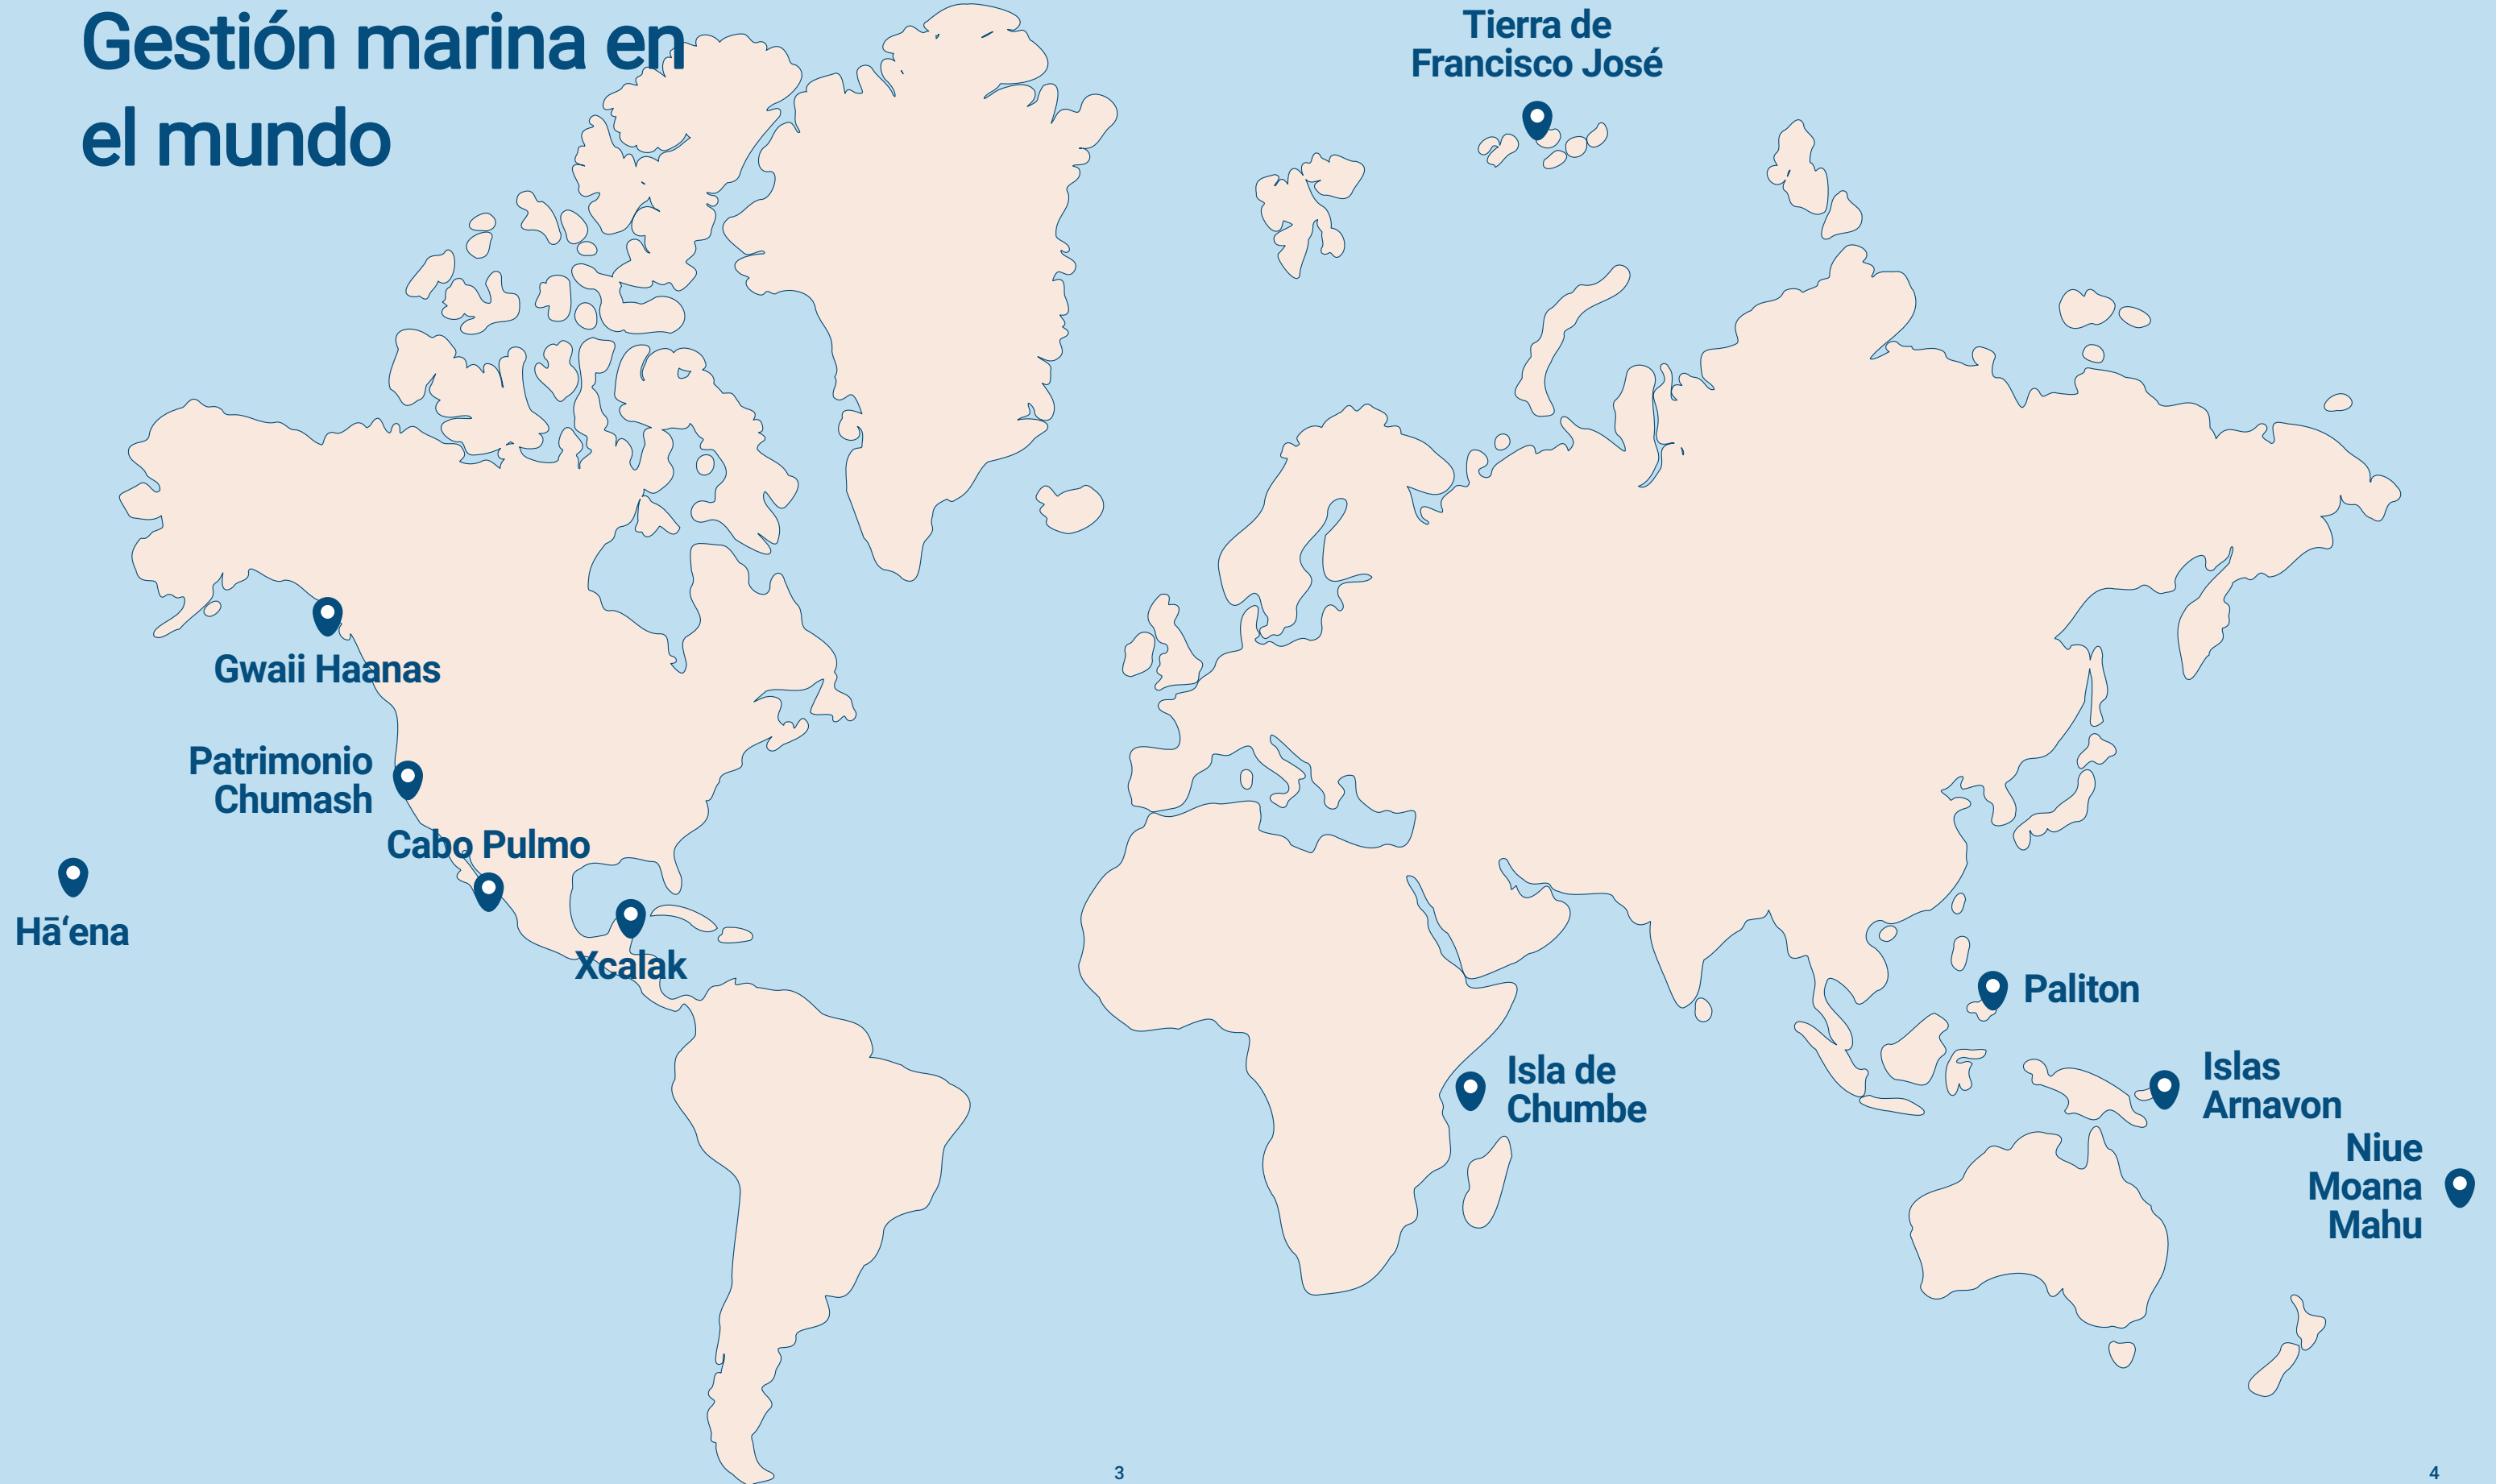 Gestión marina en
el mundo
Tierra de
Francisco José
Gwaii Haanas
Patrimonio
Chumash
Cabo Pulmo
Hāʻena
Xcalak
Paliton
Isla de
Chumbe
Islas
Arnavon
Niue
Moana
Mahu
3
4